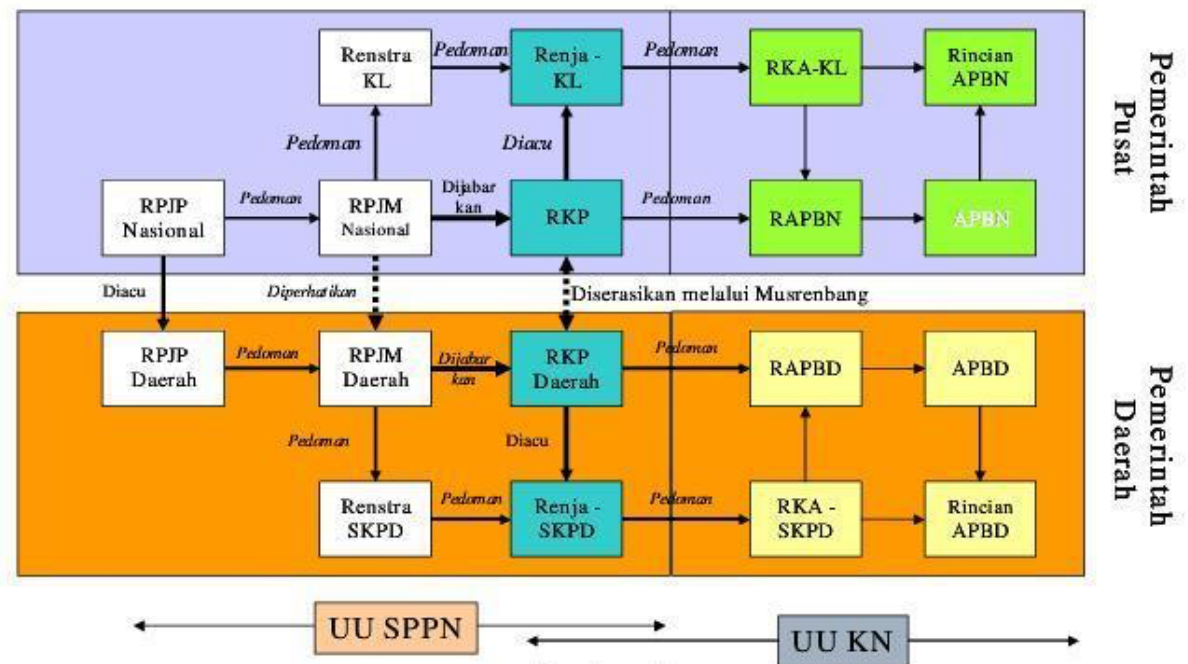 Renstra
KL
Pedoman
Renja -
KL
Pedoman
RKA-KL
Rincian
APBN
Pemerintah
Pusat
Pedoman
Diacu
RPJP
Nasional
Pedoman
RPJM
Nasional
Dijabar
kan
RKP
Pedoman
RAPBN
APBN
Diacu
Diperhatikan
Diserasikan melalui Musrenbang
RPJP
Daerah
Pedoman
RPJM
Daerah
Dijabar
kan
RKP
Daerah
Pedoman
RAPBD
APBD
Pemerintah
Daerah
Pedoman
Diacu
Renstra
SKPD
Pedoman
Renja -
SKPD
Pedoman
RKA -
SKPD
Rincian
APBD
UU SPPN
UU KN